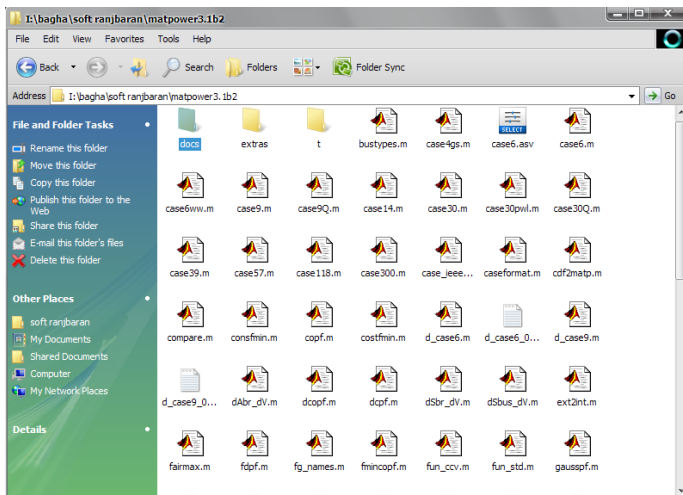 I:\bagha\soft ranjbaran\matpower3.1b2
File Edit View Favorites Tools Help
Back Search Folders Folder Sync
Address I:\bagha\soft ranjbaran\matpower3.1b2 Go
File and Folder Tasks
Rename this folder
Move this folder
Copy this folder
Publish this folder to the
Web
Share this folder
E-mail this folder's files
Delete this folder
Other Places
soft ranjbaran
My Documents
Shared Documents
Computer
My Network Places
Details
docs extras t bustypes.m case4gs.m case6.asv case6.m
SELECT
case6ww.m case9.m case9Q.m case14.m case30.m case30pwl.m case30Q.m
case39.m case57.m case118.m case300.m case_ieee... caseformat.m cdf2matp.m
compare.m consfmin.m copf.m costfmin.m d_case6.m d_case6_0... d_case9.m
d_case9_0... dAbr_dV.m dcopf.m dcpf.m dSbr_dV.m dSbus_dV.m ext2int.m
fairmax.m fdpf.m fg_names.m fmincopf.m fun_ccv.m fun_std.m gausspf.m